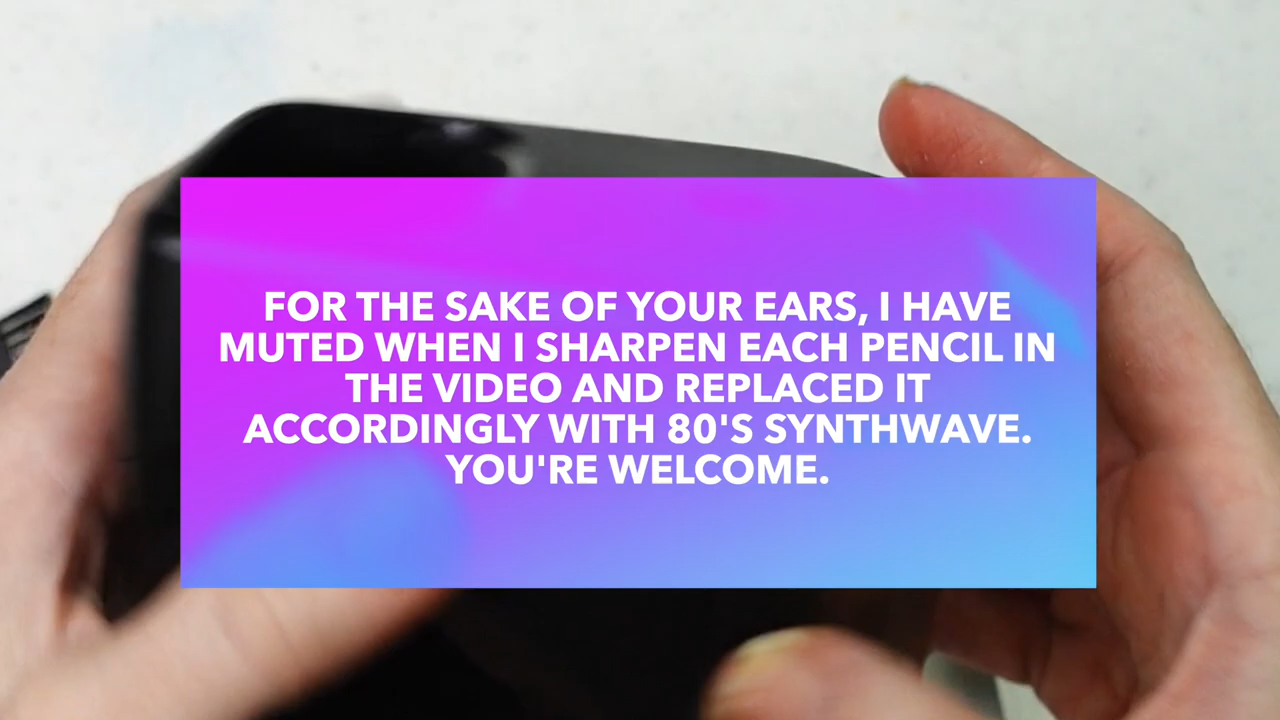 FOR THE SAKE OF YOUR EARS, I HAVE
MUTED WHEN I SHARPEN EACH PENCIL IN
THE VIDEO AND REPLACED IT
ACCORDINGLY WITH 80'S SYNTHWAVE.
YOU'RE WELCOME.